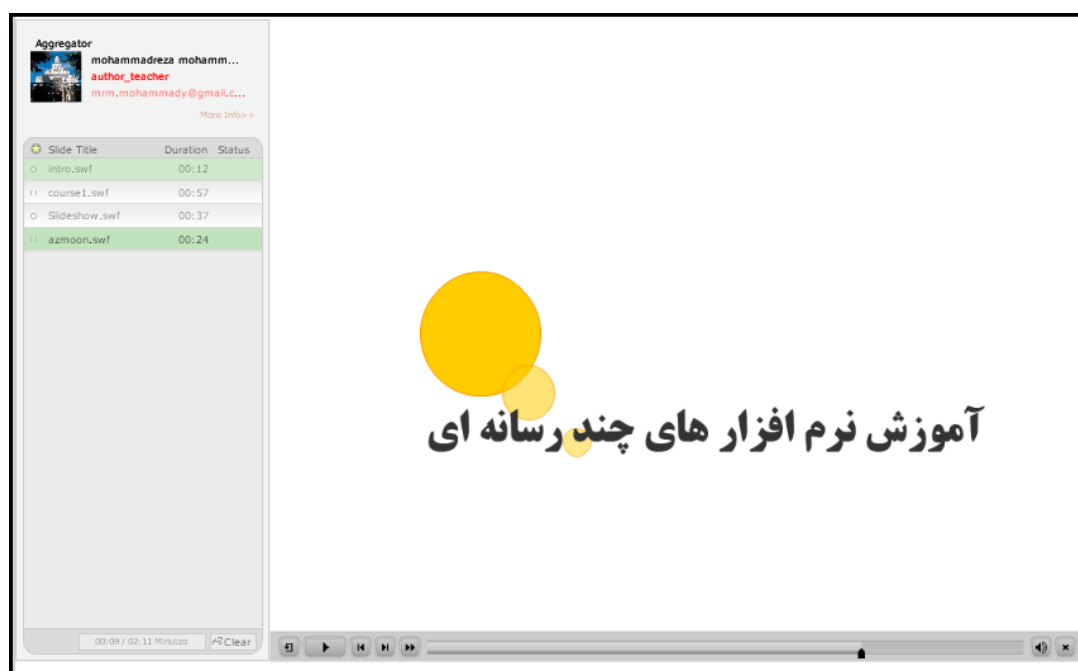 Aggregator
mohammadreza mohamm...
author_teacher
mrm.mohammady@gmail.c...
More Info>>
Slide Title Duration Status
intro.swf 00:12
course1.swf 00:57
Slideshow.swf 00:37
azmoon.swf 00:24
آموزش نرم افزار های چند رسانه ای
00:09 / 02:11 Minutes Clear